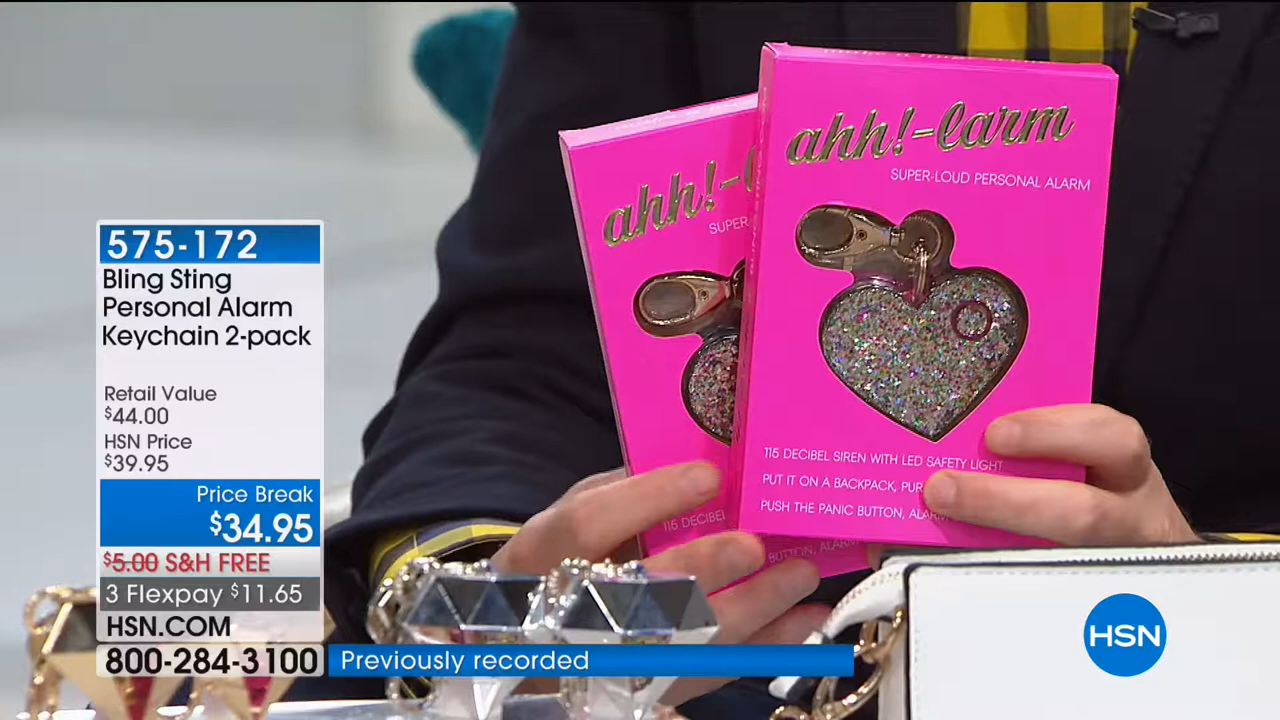 575-172
Bling Sting
Personal Alarm
Keychain 2-pack
Retail Value
$44.00
HSN Price
$39.95
Price Break
$34.95
$5.00 S&H FREE
3 Flexpay $11.65
HSN.COM
800-284-3100
Previously recorded
HSN
ahh!-larm
SUPER-LOUD PERSONAL ALARM
115 DECIBEL SIREN WITH LED SAFETY LIGHT
PUT IT ON A BACKPACK, PUR
PUSH THE PANIC BUTTON, ALARM
ahh!-
SUPER-
115 DECIBEL
BUTTON, ALARM